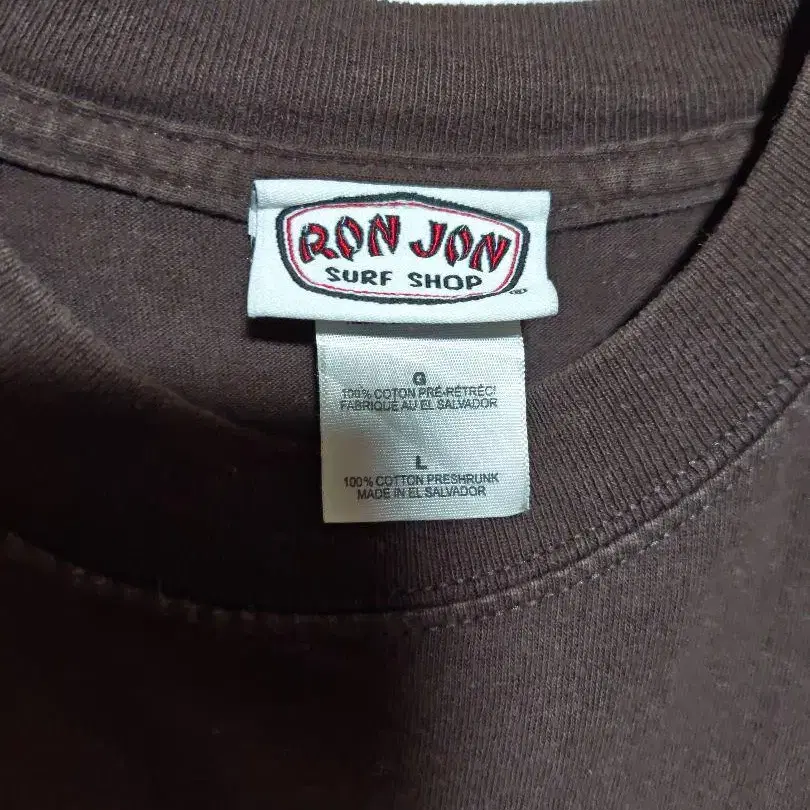 RON JON
SURF SHOP
G
100% COTON PRÉ-RÉTRÉCI
FABRIQUE AU EL SALVADOR
L
100% COTTON PRESHRUNK
MADE IN EL SALVADOR